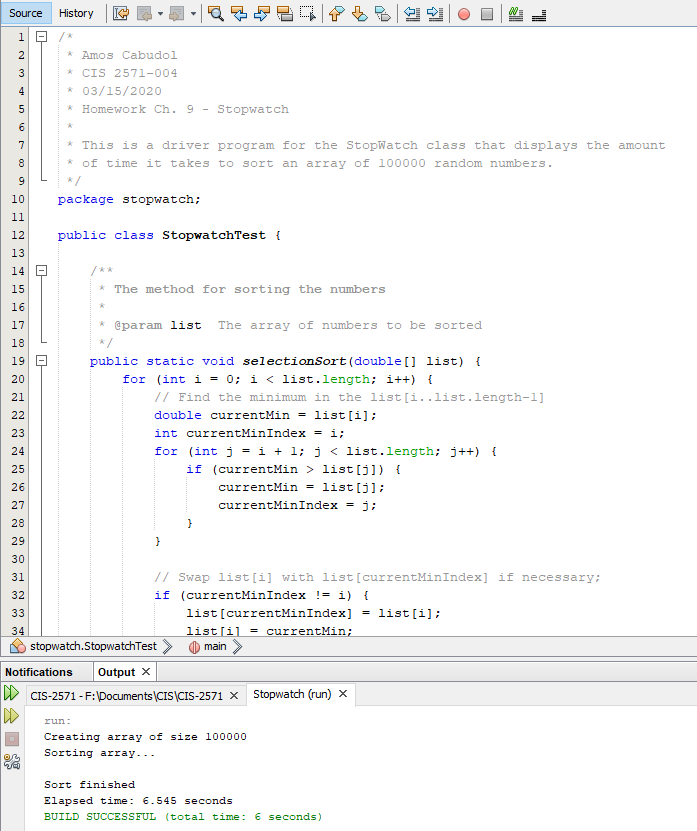 Source History
1 /*
2 * Amos Cabudol
3 * CIS 2571-004
4 * 03/15/2020
5 * Homework Ch. 9 - Stopwatch
6 *
7 * This is a driver program for the StopWatch class that displays the amount
8 * of time it takes to sort an array of 100000 random numbers.
9 */
10 package stopwatch;
11
12 public class StopwatchTest {
13
14 /**
15 * The method for sorting the numbers
16 *
17 * @param list  The array of numbers to be sorted
18 */
19 public static void selectionSort(double[] list) {
20 for (int i = 0; i < list.length; i++) {
21 // Find the minimum in the list[i..list.length-1]
22 double currentMin = list[i];
23 int currentMinIndex = i;
24 for (int j = i + 1; j < list.length; j++) {
25 if (currentMin > list[j]) {
26 currentMin = list[j];
27 currentMinIndex = j;
28 }
29 }
30
31 // Swap list[i] with list[currentMinIndex] if necessary;
32 if (currentMinIndex != i) {
33 list[currentMinIndex] = list[i];
34 list[i] = currentMin;
stopwatch.StopwatchTest main
Notifications Output
CIS-2571 - F:\Documents\CIS\CIS-2571 Stopwatch (run)
run:
Creating array of size 100000
Sorting array...
Sort finished
Elapsed time: 6.545 seconds
BUILD SUCCESSFUL (total time: 6 seconds)